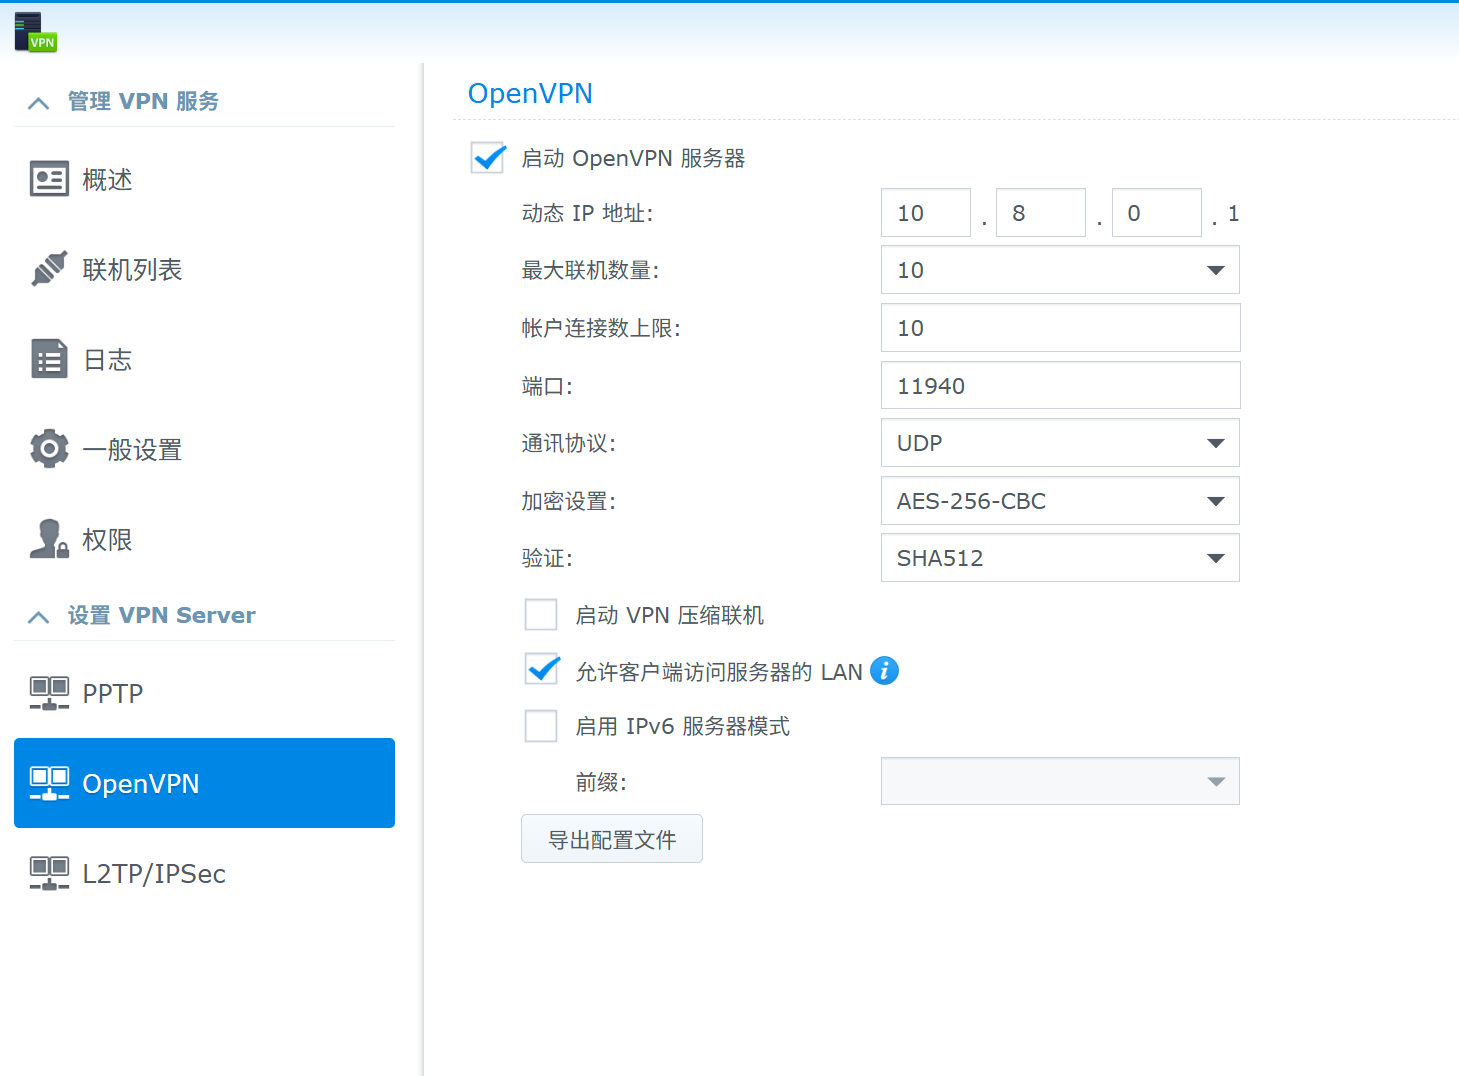 VPN
管理 VPN 服务
概述
联机列表
日志
一般设置
权限
设置 VPN Server
PPTP
OpenVPN
L2TP/IPSec
OpenVPN
启动 OpenVPN 服务器
动态 IP 地址: 10 . 8 . 0 . 1
最大联机数量: 10
帐户连接数上限: 10
端口: 11940
通讯协议: UDP
加密设置: AES-256-CBC
验证: SHA512
启动 VPN 压缩联机
允许客户端访问服务器的 LAN i
启用 IPv6 服务器模式
前缀:
导出配置文件